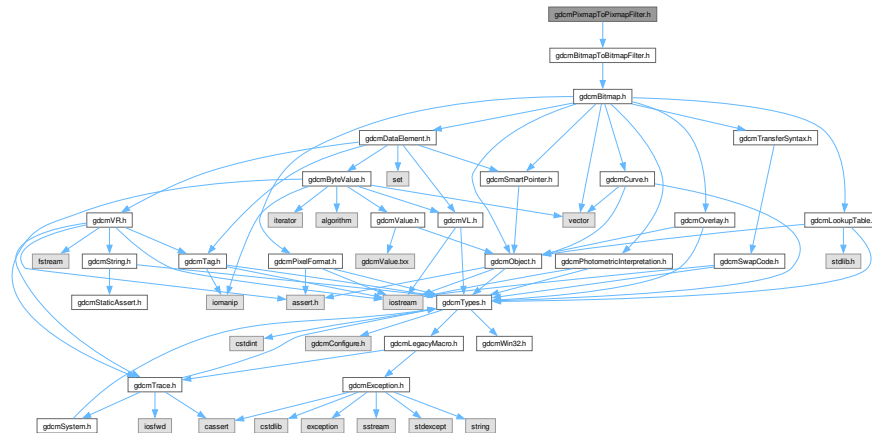 gdcmPixmapToPixmapFilter.h
gdcmBitmapToBitmapFilter.h
gdcmBitmap.h
gdcmDataElement.h
gdcmTransferSyntax.h
gdcmByteValue.h
set
gdcmSmartPointer.h
gdcmCurve.h
gdcmVR.h
iterator
algorithm
gdcmValue.h
gdcmVL.h
vector
gdcmOverlay.h
gdcmLookupTable.h
fstream
gdcmString.h
gdcmTag.h
gdcmPixelFormat.h
gdcmValue.txx
gdcmObject.h
gdcmPhotometricInterpretation.h
gdcmSwapCode.h
stdlib.h
gdcmStaticAssert.h
iomanip
assert.h
iostream
gdcmTypes.h
cstdint
gdcmConfigure.h
gdcmLegacyMacro.h
gdcmWin32.h
gdcmTrace.h
gdcmException.h
gdcmSystem.h
iosfwd
cassert
cstdlib
exception
sstream
stdexcept
string